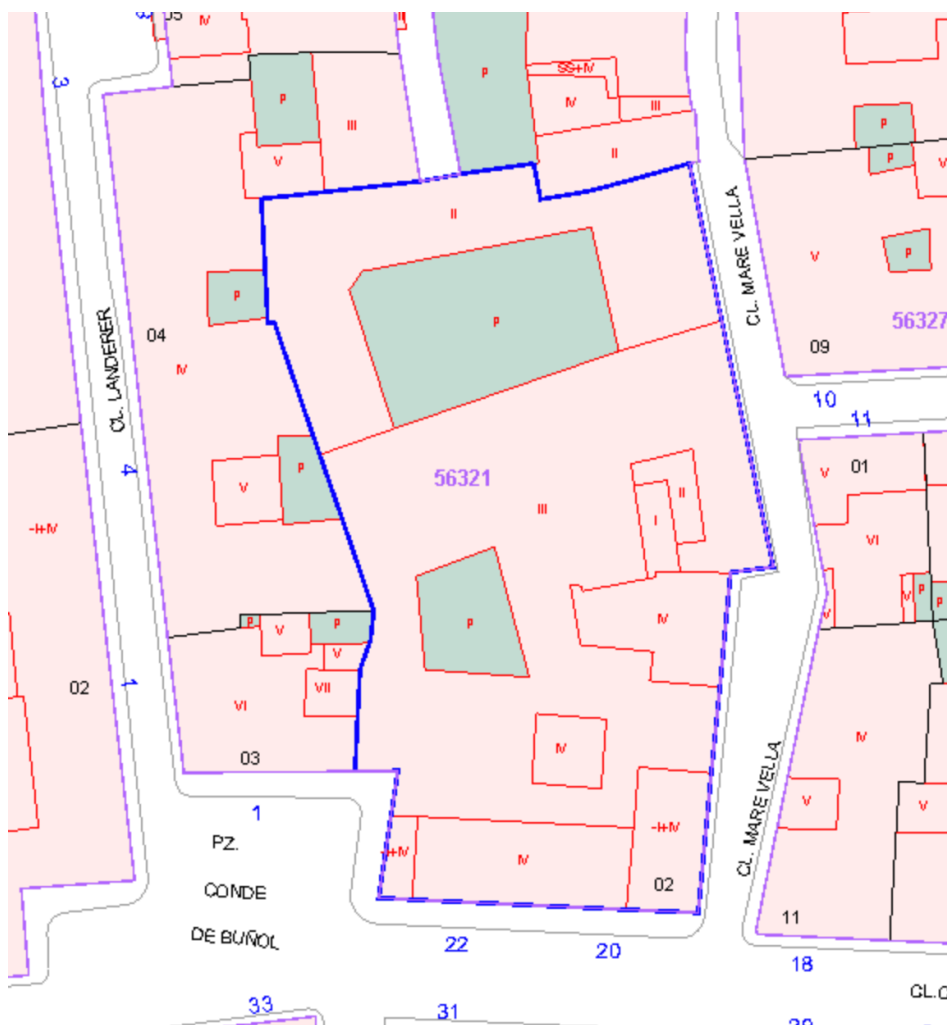 05
IV
II
3
P
SS+IV
P
IV
III
III
P
II
V
P
V
CL. MARE VELLA
II
V
P
P
P
56327
CL. LANDERER
04
09
IV
10
11
4
P
56321
V
01
V
-I+IV
II
III
I
VI
P
V
P
V
P
P
V
P
IV
V
V
1
02
VII
VI
IV
03
IV
CL. MARE VELLA
V
V
1
-I+IV
PZ.
IV
-I+IV
CONDE
02
11
DE BUÑOL
22
20
18
CL.C
33
31